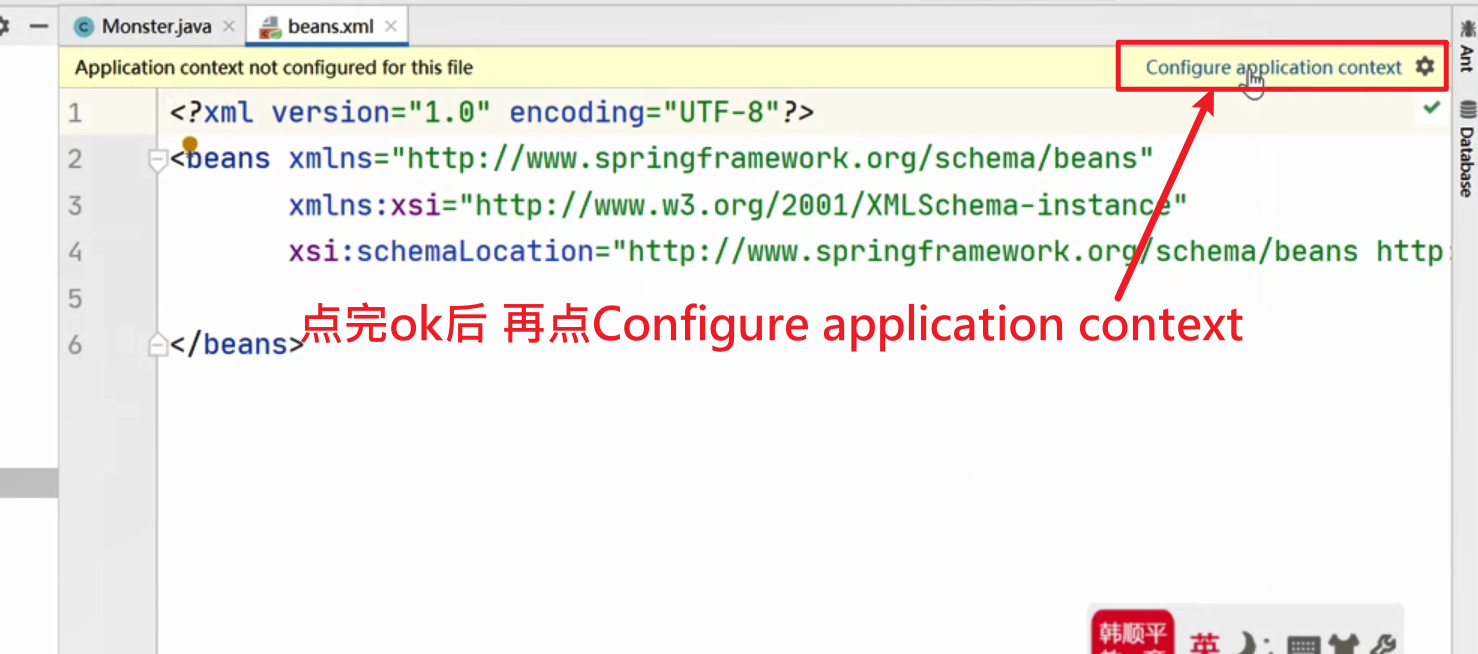 Monster.java
beans.xml
Application context not configured for this file
Configure application context
1 <?xml version="1.0" encoding="UTF-8"?>
2 <beans xmlns="http://www.springframework.org/schema/beans"
3 xmlns:xsi="http://www.w3.org/2001/XMLSchema-instance"
4 xsi:schemaLocation="http://www.springframework.org/schema/beans http:
5
6 </beans>
点完ok后 再点Configure application context
Ant
Database
韩顺平
英